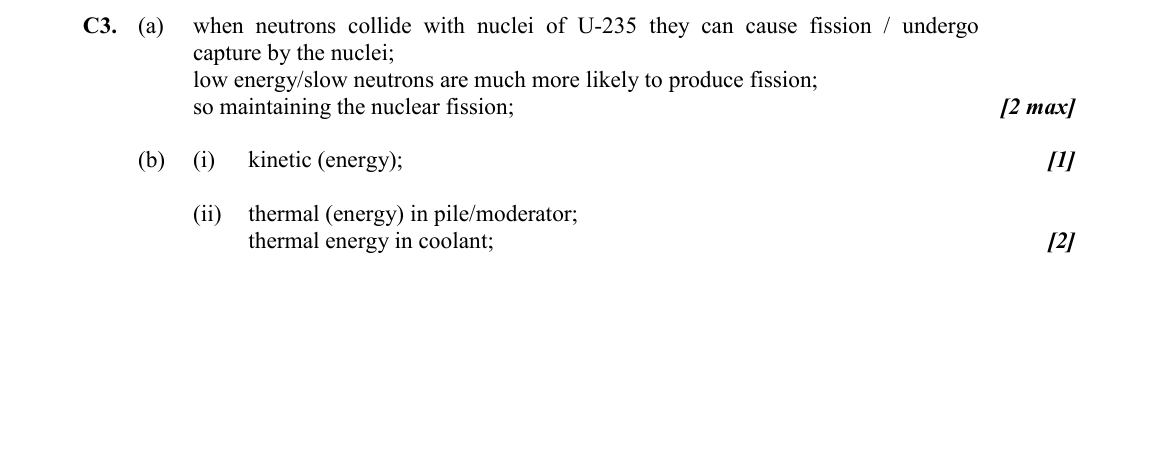 C3. (a) when neutrons collide with nuclei of U-235 they can cause fission / undergo
capture by the nuclei;
low energy/slow neutrons are much more likely to produce fission;
so maintaining the nuclear fission; [2 max]
(b) (i) kinetic (energy); [1]
(ii) thermal (energy) in pile/moderator;
thermal energy in coolant; [2]